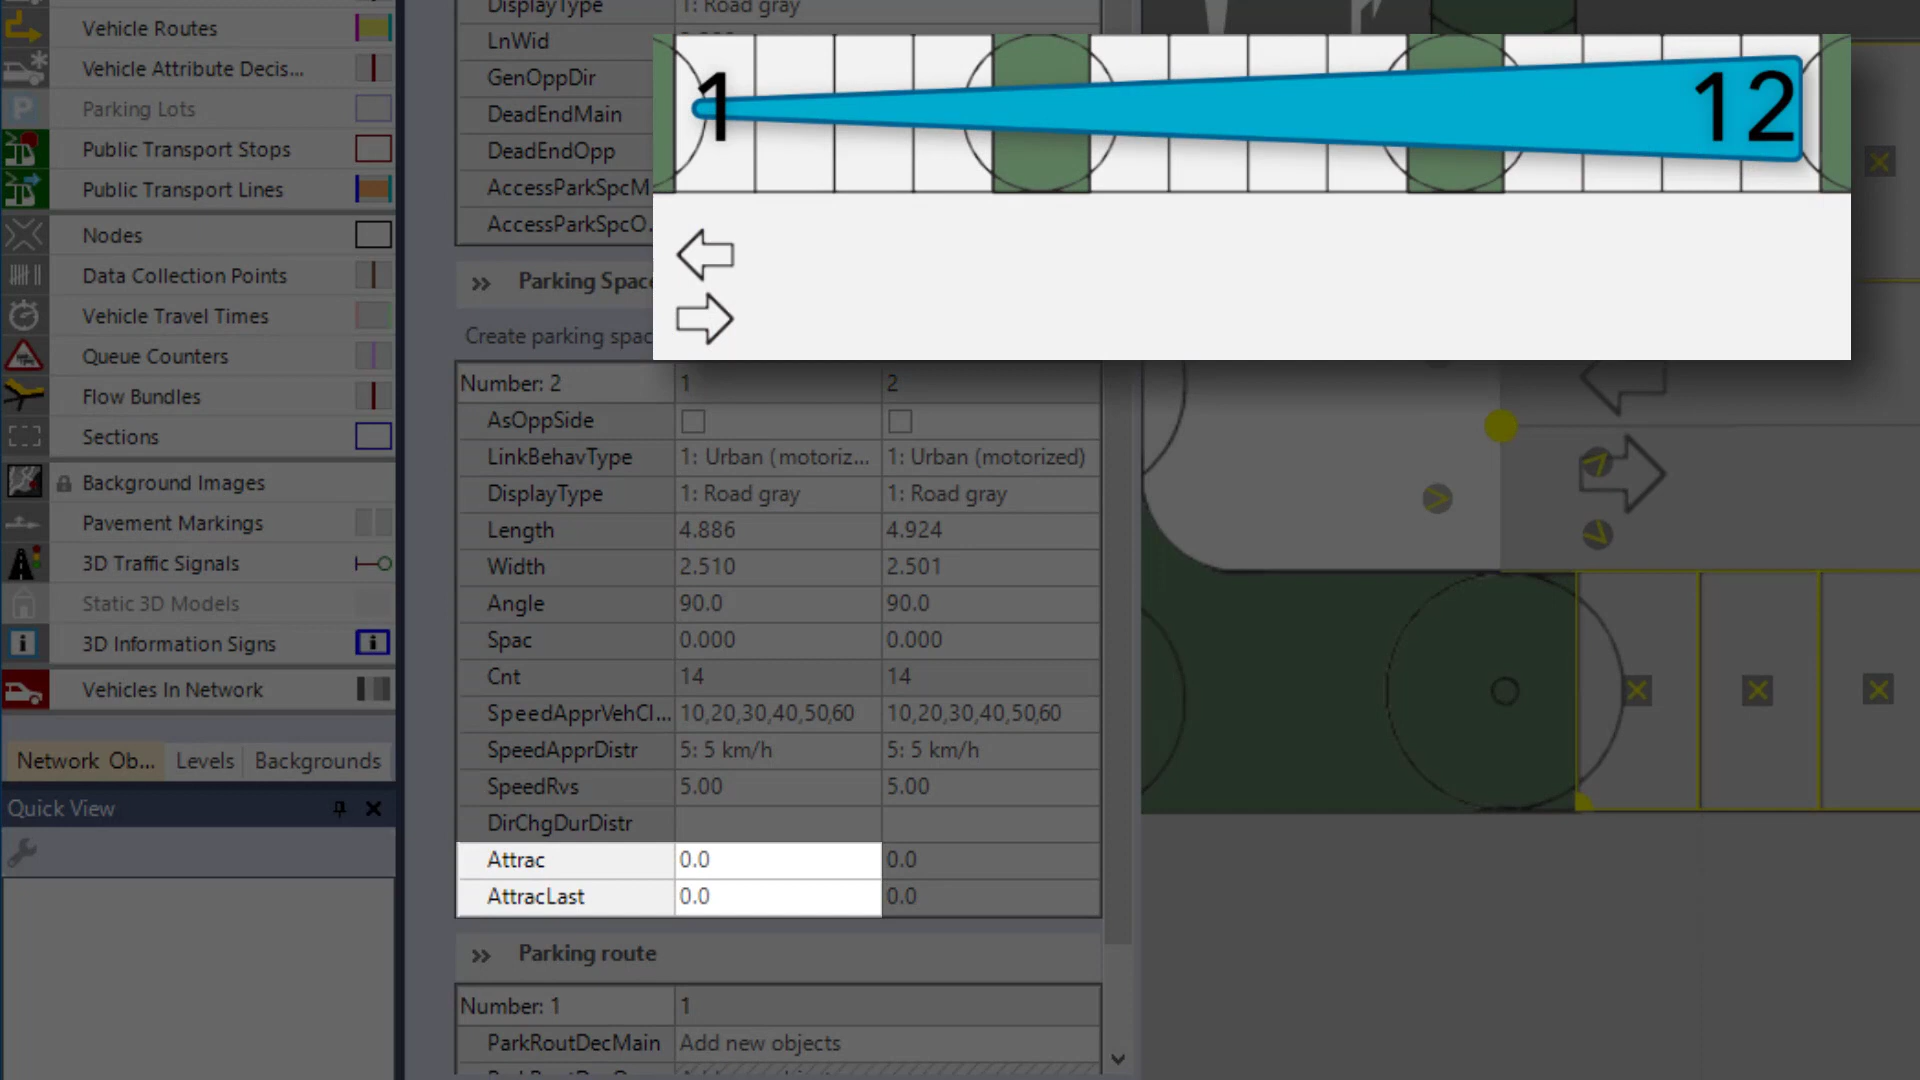 Vehicle Routes
Vehicle Attribute Decis...
Parking Lots
Public Transport Stops
Public Transport Lines
Nodes
Data Collection Points
Vehicle Travel Times
Queue Counters
Flow Bundles
Sections
Background Images
Pavement Markings
3D Traffic Signals
Static 3D Models
3D Information Signs
Vehicles In Network
Network Ob... Levels Backgrounds
Quick View
DisplayType 1: Road gray
LnWid
GenOppDir
DeadEndMain
DeadEndOpp
AccessParkSpcM
AccessParkSpcO.
1 12
Parking Space
Create parking spac
Number: 2 1 2
AsOppSide
LinkBehavType 1: Urban (motoriz... 1: Urban (motorized)
DisplayType 1: Road gray 1: Road gray
Length 4.886 4.924
Width 2.510 2.501
Angle 90.0 90.0
Spac 0.000 0.000
Cnt 14 14
SpeedApprVehCl... 10,20,30,40,50,60 10,20,30,40,50,60
SpeedApprDistr 5: 5 km/h 5: 5 km/h
SpeedRvs 5.00 5.00
DirChgDurDistr
Attrac 0.0 0.0
AttracLast 0.0 0.0
Parking route
Number: 1 1
ParkRoutDecMain Add new objects